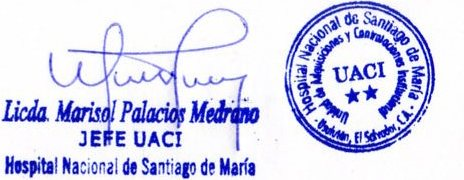 Licda. Marisol Palacios Medrano
JEFE UACI
Hospital Nacional de Santiago de María
Hospital Nacional de Santiago de María
Unidad de Adquisiciones y Contrataciones Institucional
UACI
Usulután, El Salvador, C.A.